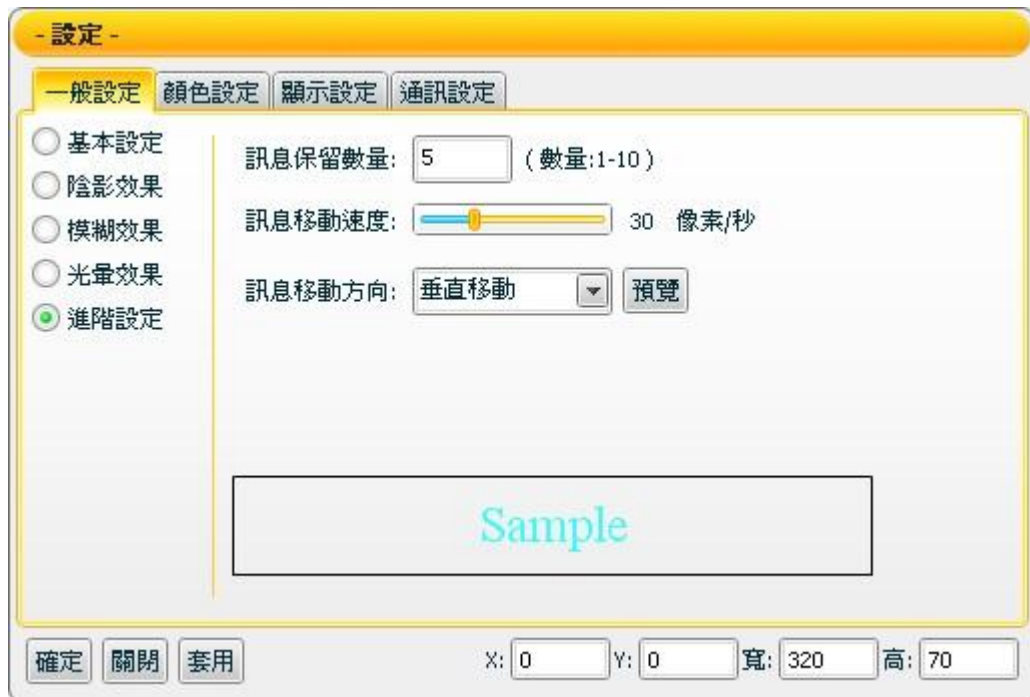 - 設定 -
一般設定 顏色設定 顯示設定 通訊設定
基本設定
陰影效果
模糊效果
光暈效果
進階設定
訊息保留數量: 5 ( 數量:1-10 )
訊息移動速度: 30 像素/秒
訊息移動方向: 垂直移動 預覽
Sample
確定 關閉 套用 X: 0 Y: 0 寬: 320 高: 70